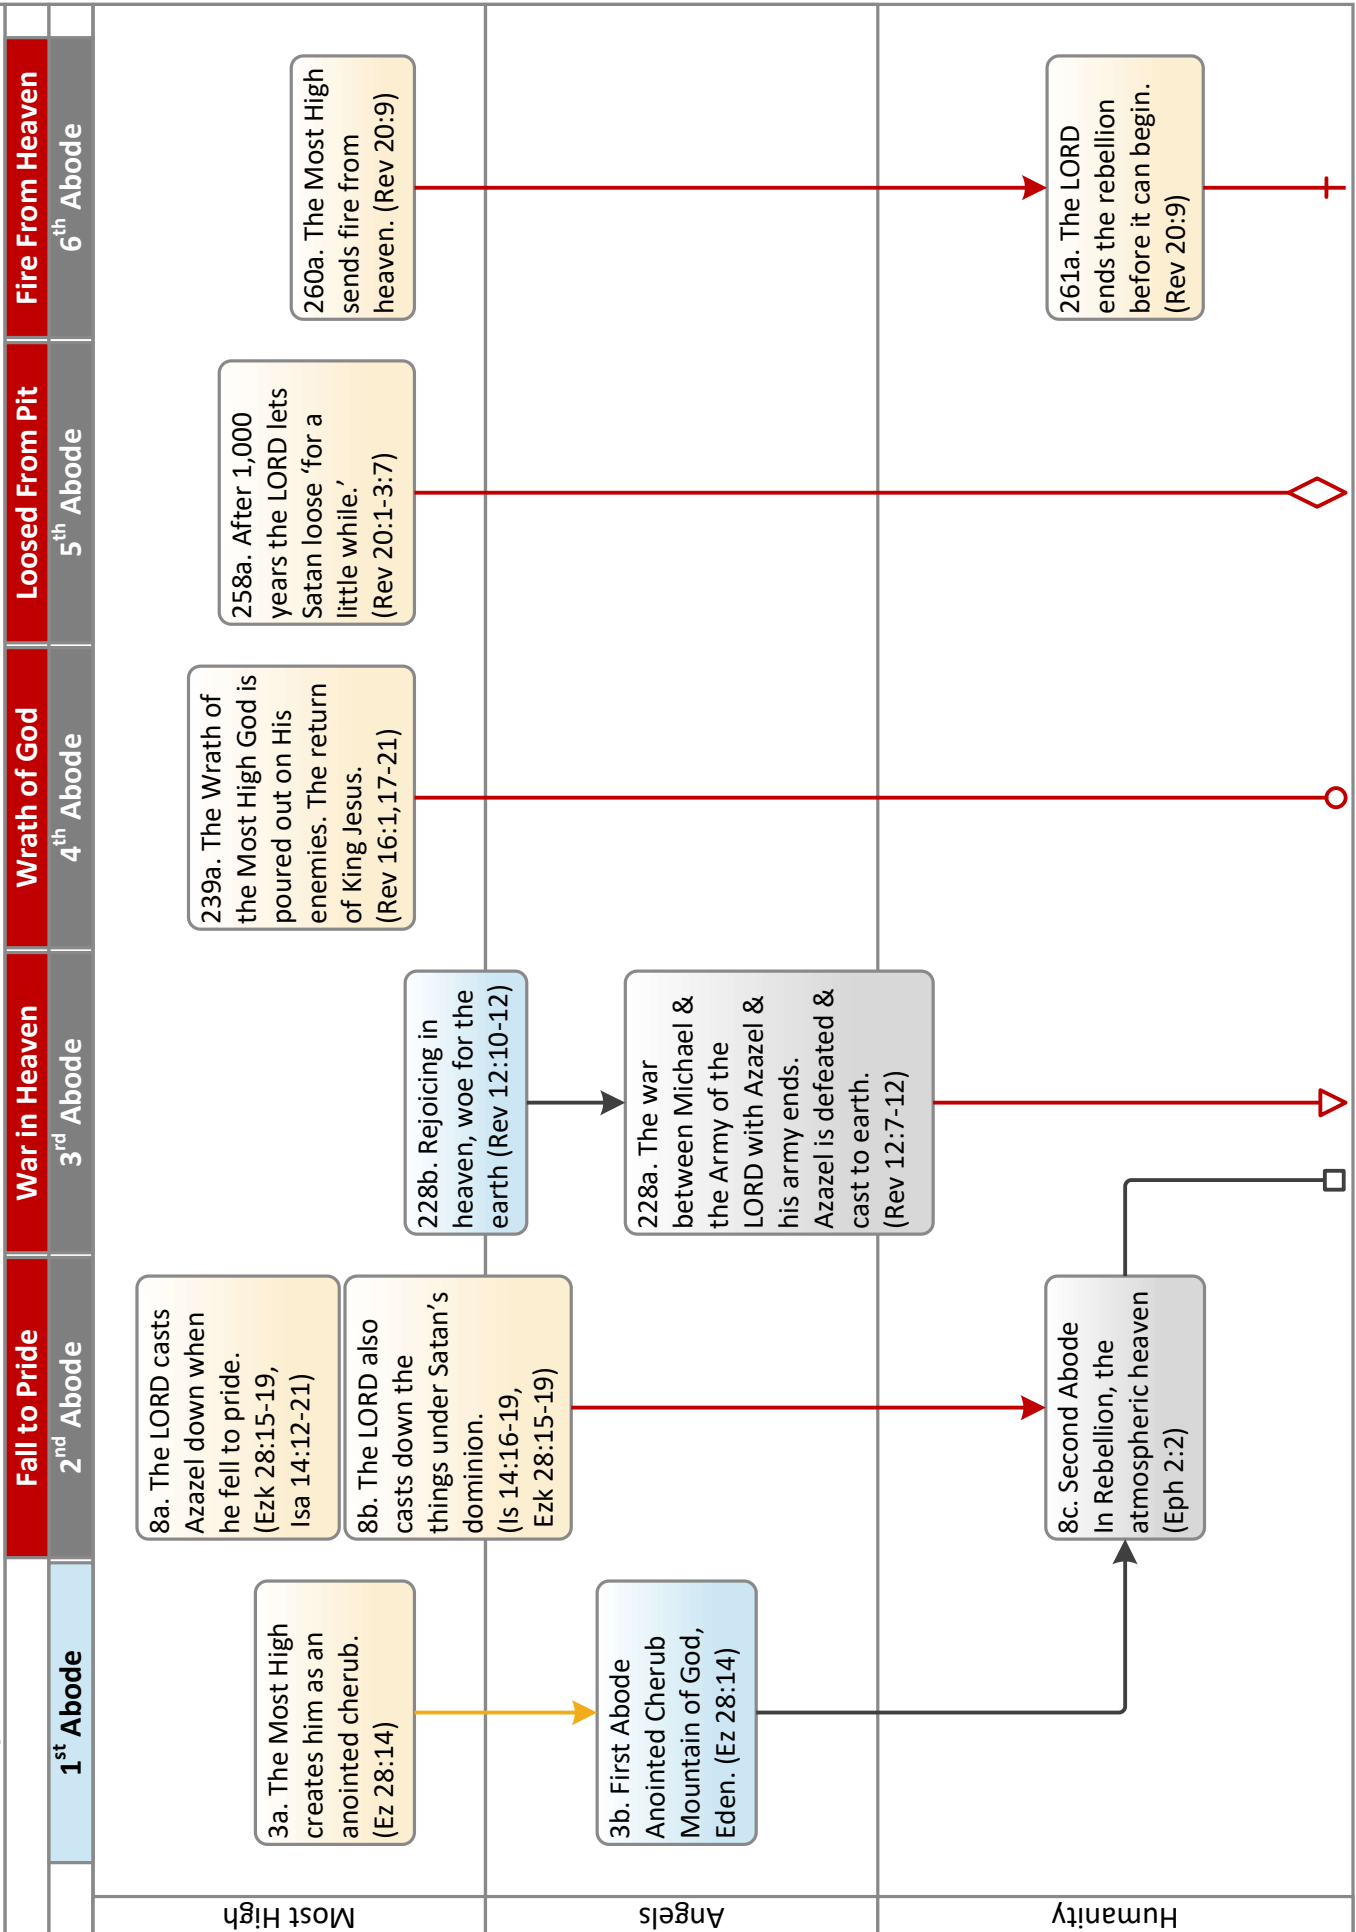 Fall to Pride
War in Heaven
Wrath of God
Loosed From Pit
Fire From Heaven
1st Abode
2nd Abode
3rd Abode
4th Abode
5th Abode
6th Abode
Most High
3a. The Most High
creates him as an
anointed cherub.
(Ez 28:14)
8a. The LORD casts
Azazel down when
he fell to pride.
(Ezk 28:15-19,
Isa 14:12-21)
8b. The LORD also
casts down the
things under Satan’s
dominion.
(Is 14:16-19,
Ezk 28:15-19)
228b. Rejoicing in
heaven, woe for the
earth (Rev 12:10-12)
239a. The Wrath of
the Most High God is
poured out on His
enemies. The return
of King Jesus.
(Rev 16:1,17-21)
258a. After 1,000
years the LORD lets
Satan loose ‘for a
little while.’
(Rev 20:1-3:7)
260a. The Most High
sends fire from
heaven. (Rev 20:9)
Angels
3b. First Abode
Anointed Cherub
Mountain of God,
Eden. (Ez 28:14)
228a. The war
between Michael &
the Army of the
LORD with Azazel &
his army ends.
Azazel is defeated &
cast to earth.
(Rev 12:7-12)
Humanity
8c. Second Abode
In Rebellion, the
atmospheric heaven
(Eph 2:2)
261a. The LORD
ends the rebellion
before it can begin.
(Rev 20:9)